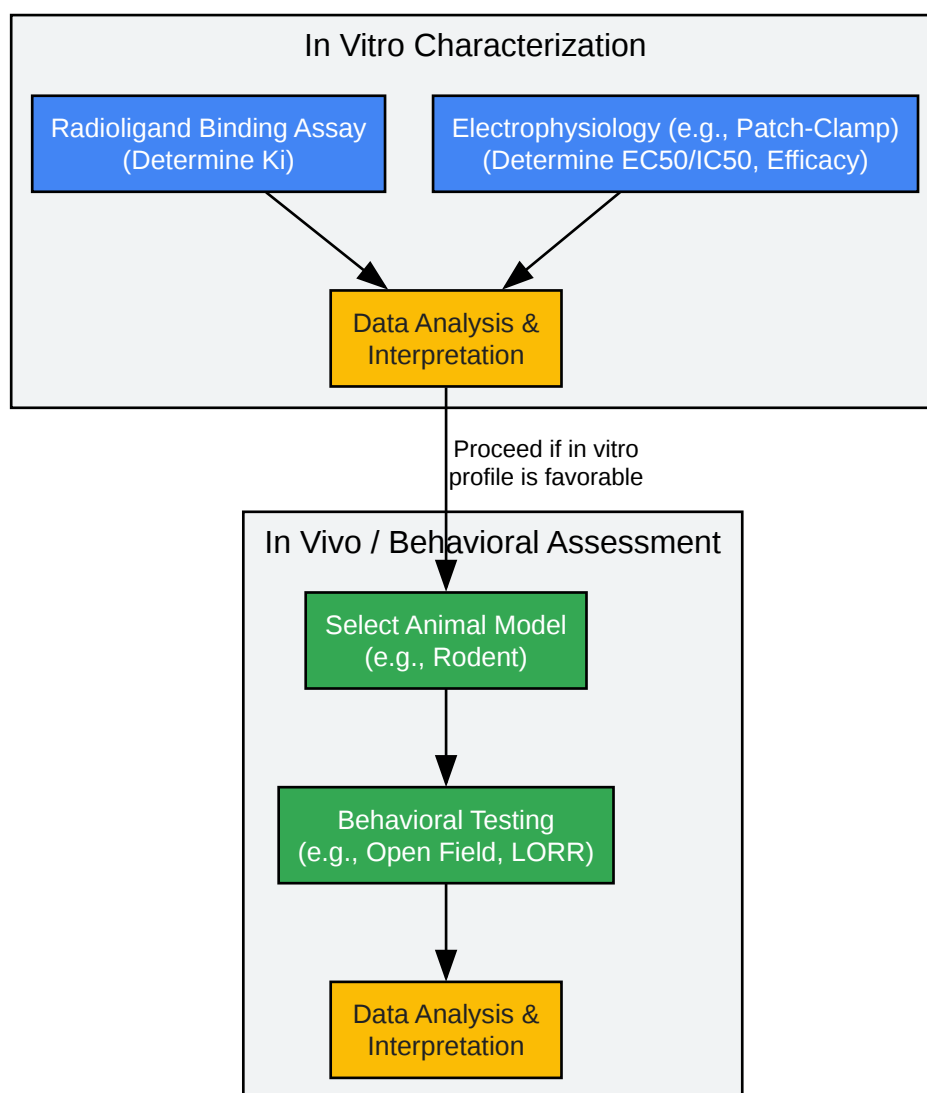 In Vitro Characterization
Radioligand Binding Assay
(Determine Ki)
Electrophysiology (e.g., Patch-Clamp)
(Determine EC50/IC50, Efficacy)
Data Analysis &
Interpretation
Proceed if in vitro
profile is favorable
In Vivo / Behavioral Assessment
Select Animal Model
(e.g., Rodent)
Behavioral Testing
(e.g., Open Field, LORR)
Data Analysis &
Interpretation